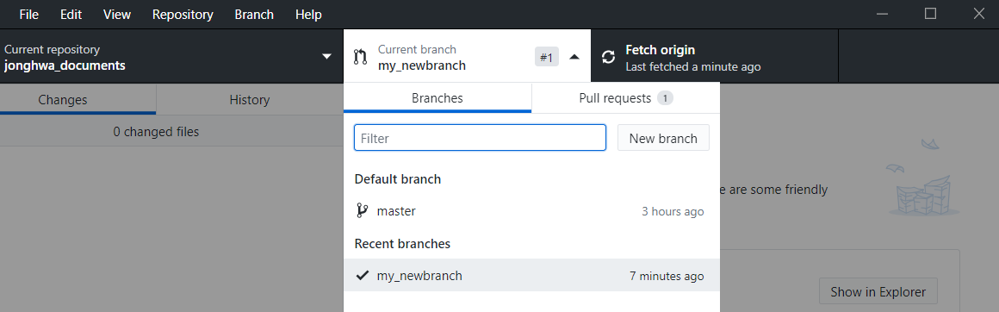 File Edit View Repository Branch Help
Current repository
jonghwa_documents
Current branch
my_newbranch
#1
Fetch origin
Last fetched a minute ago
Changes History
0 changed files
Branches Pull requests 1
Filter New branch
Default branch
master 3 hours ago
Recent branches
my_newbranch 7 minutes ago
e are some friendly
Show in Explorer